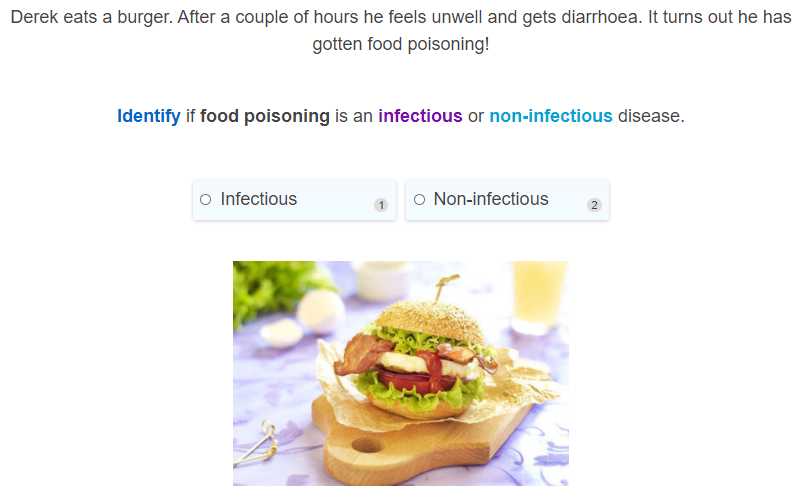 Derek eats a burger. After a couple of hours he feels unwell and gets diarrhoea. It turns out he has
gotten food poisoning!
Identify if food poisoning is an infectious or non-infectious disease.
Infectious 1
Non-infectious 2